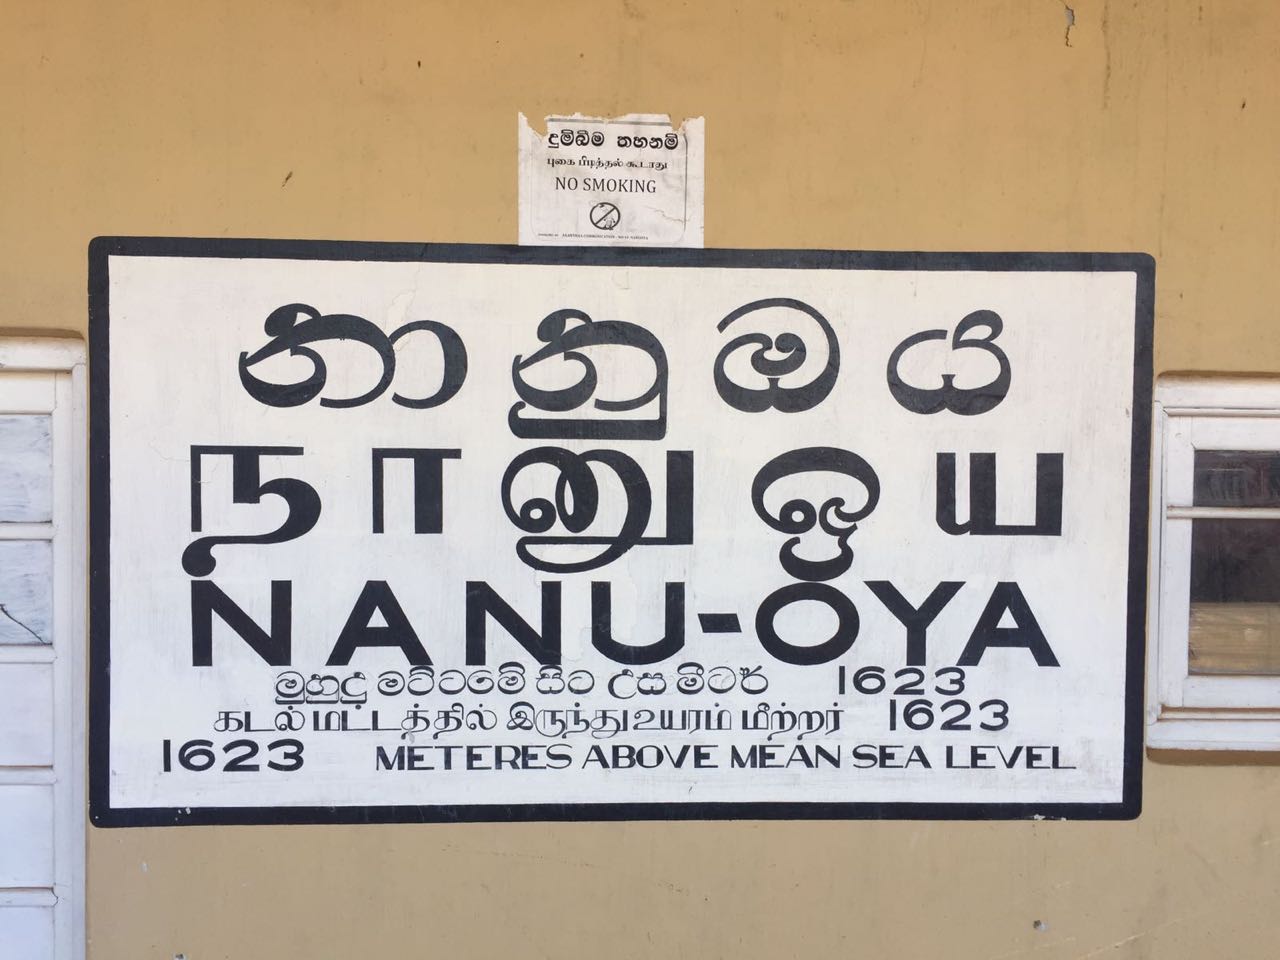 දුම්බීම තහනම්
புகை பிடித்தல் கூடாது
NO SMOKING
නානුඔය
நானுஓய
NANU-OYA
මුහුදු මට්ටමේ සිට උස මීටර් 1623
கடல் மட்டத்தில் இருந்து உயரம் மீற்றர் 1623
1623 METERES ABOVE MEAN SEA LEVEL